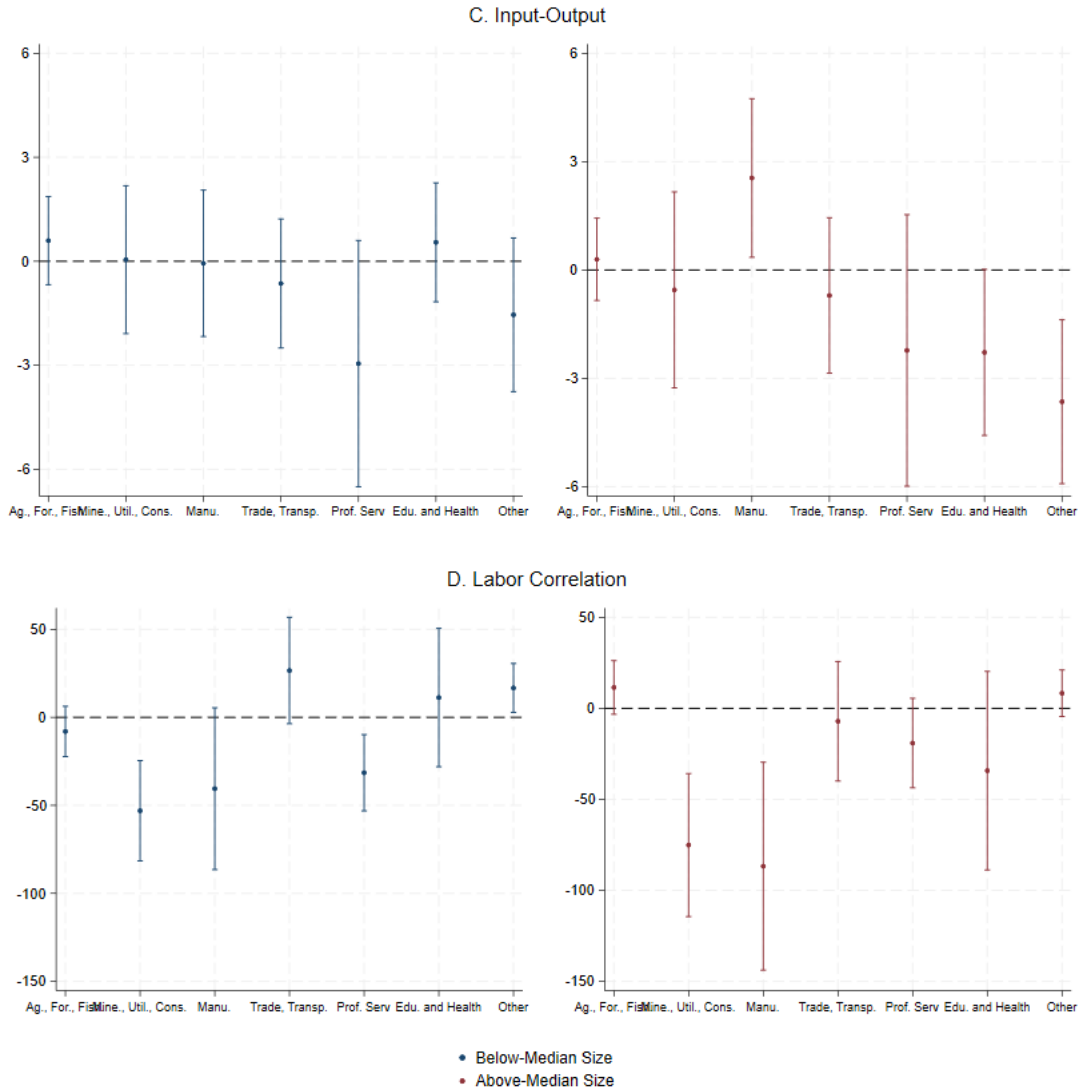 C. Input-Output
6
3
0
-3
-6
Ag., For., Fish Mine., Util., Cons. Manu. Trade, Transp. Prof. Serv Edu. and Health Other
6
3
0
-3
-6
Ag., For., Fish Mine., Util., Cons. Manu. Trade, Transp. Prof. Serv Edu. and Health Other
D. Labor Correlation
50
0
-50
-100
-150
Ag., For., Fish Mine., Util., Cons. Manu. Trade, Transp. Prof. Serv Edu. and Health Other
50
0
-50
-100
-150
Ag., For., Fish Mine., Util., Cons. Manu. Trade, Transp. Prof. Serv Edu. and Health Other
Below-Median Size
Above-Median Size